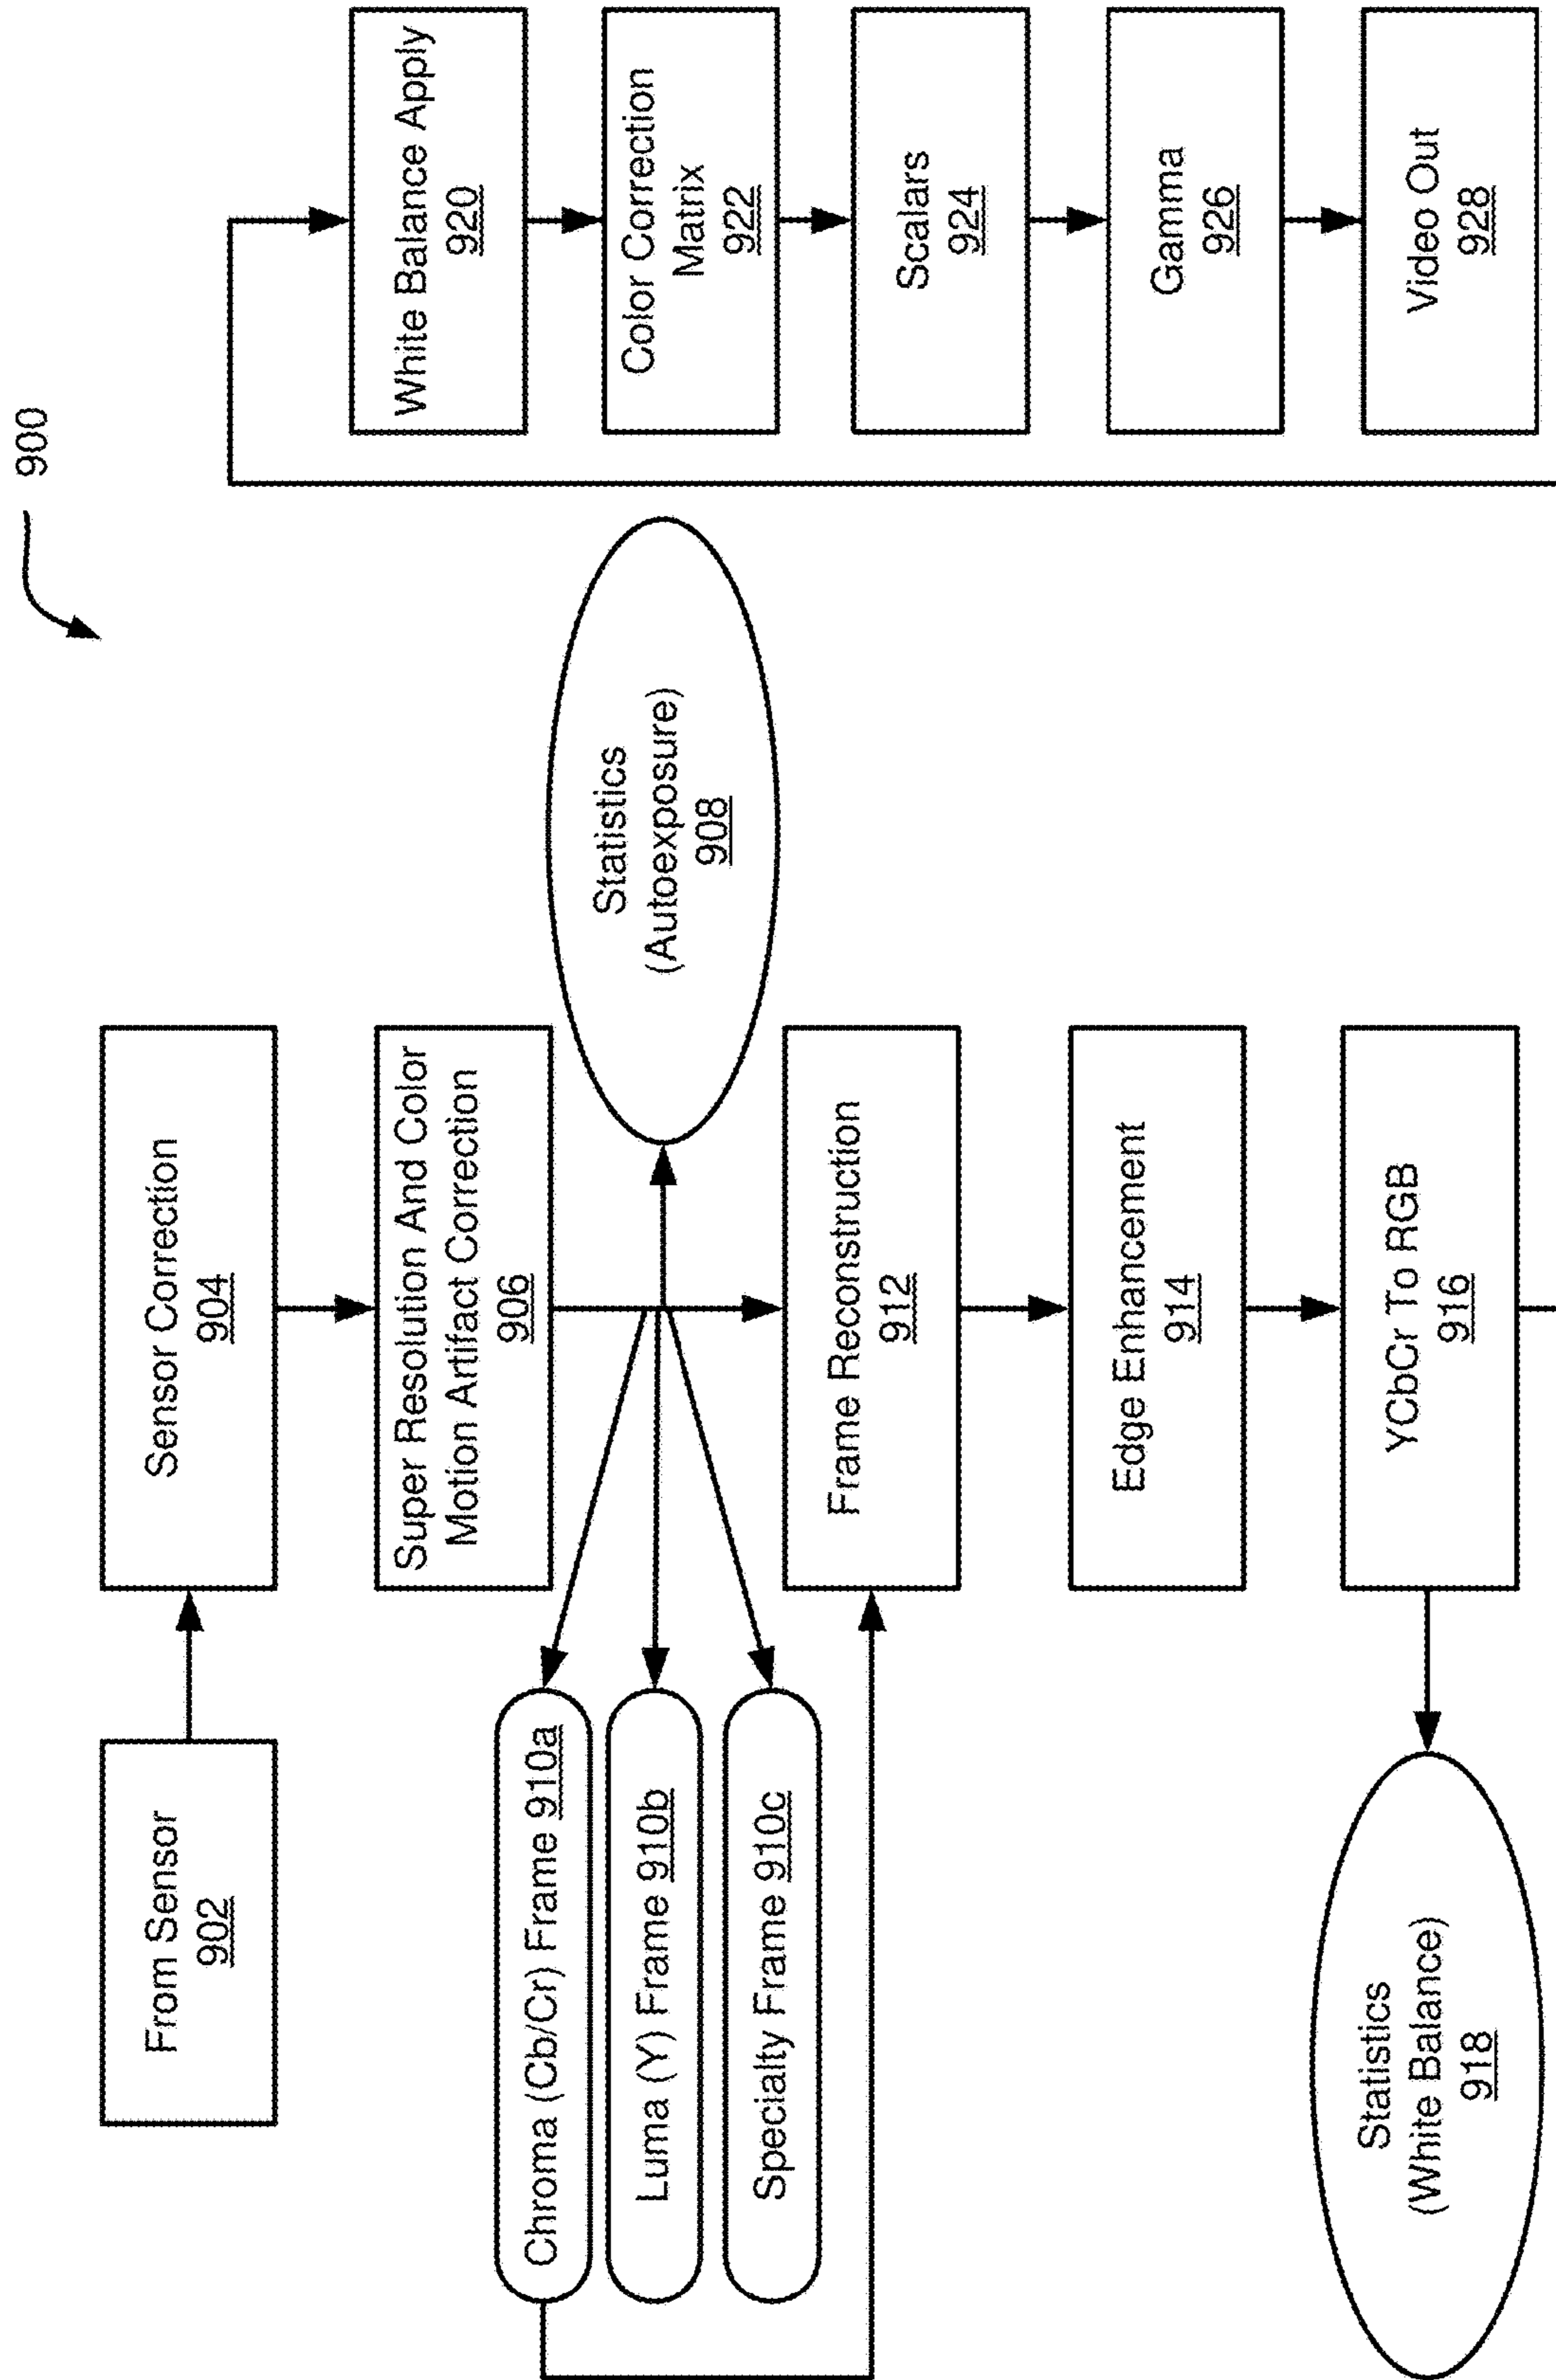 900
From Sensor
902
Sensor Correction
904
Super Resolution And Color
Motion Artifact Correction
906
Statistics
(Autoexposure)
908
Chroma (Cb/Cr) Frame 910a
Luma (Y) Frame 910b
Specialty Frame 910c
Frame Reconstruction
912
Edge Enhancement
914
YCbCr To RGB
916
Statistics
(White Balance)
918
White Balance Apply
920
Color Correction
Matrix
922
Scalars
924
Gamma
926
Video Out
928